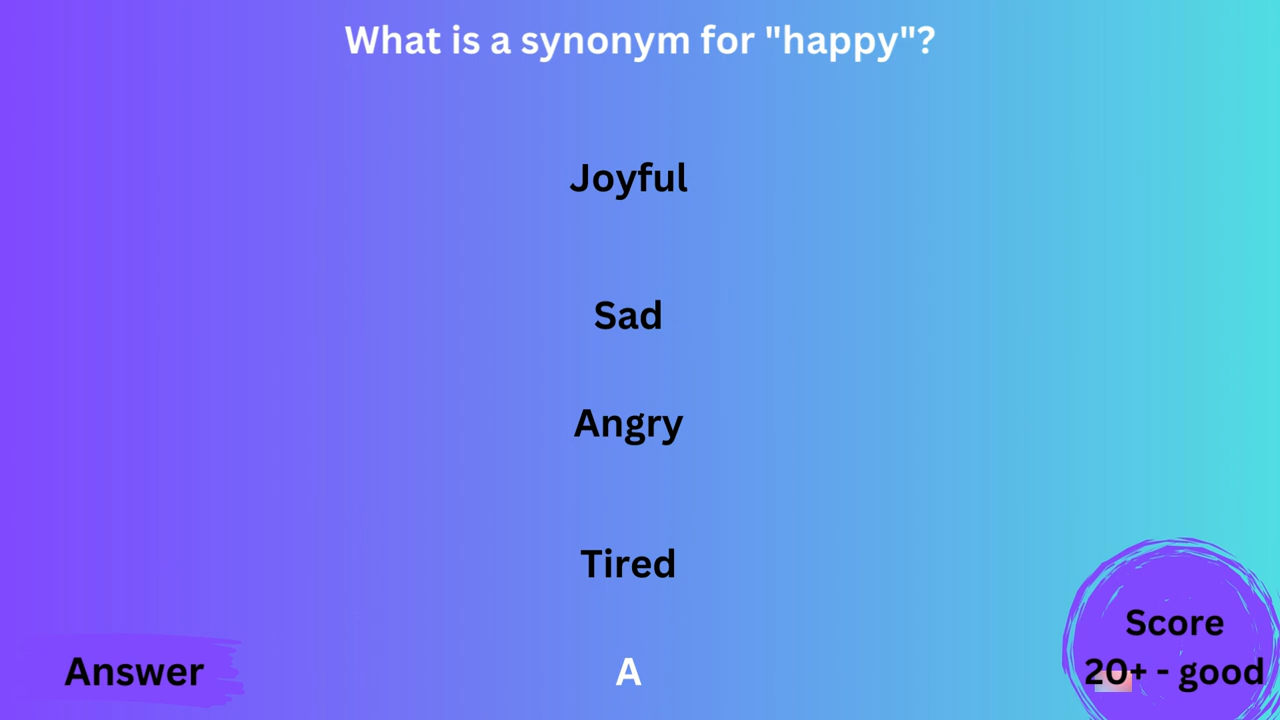 What is a synonym for "happy"?
Joyful
Sad
Angry
Tired
Answer
A
Score
20+ - good